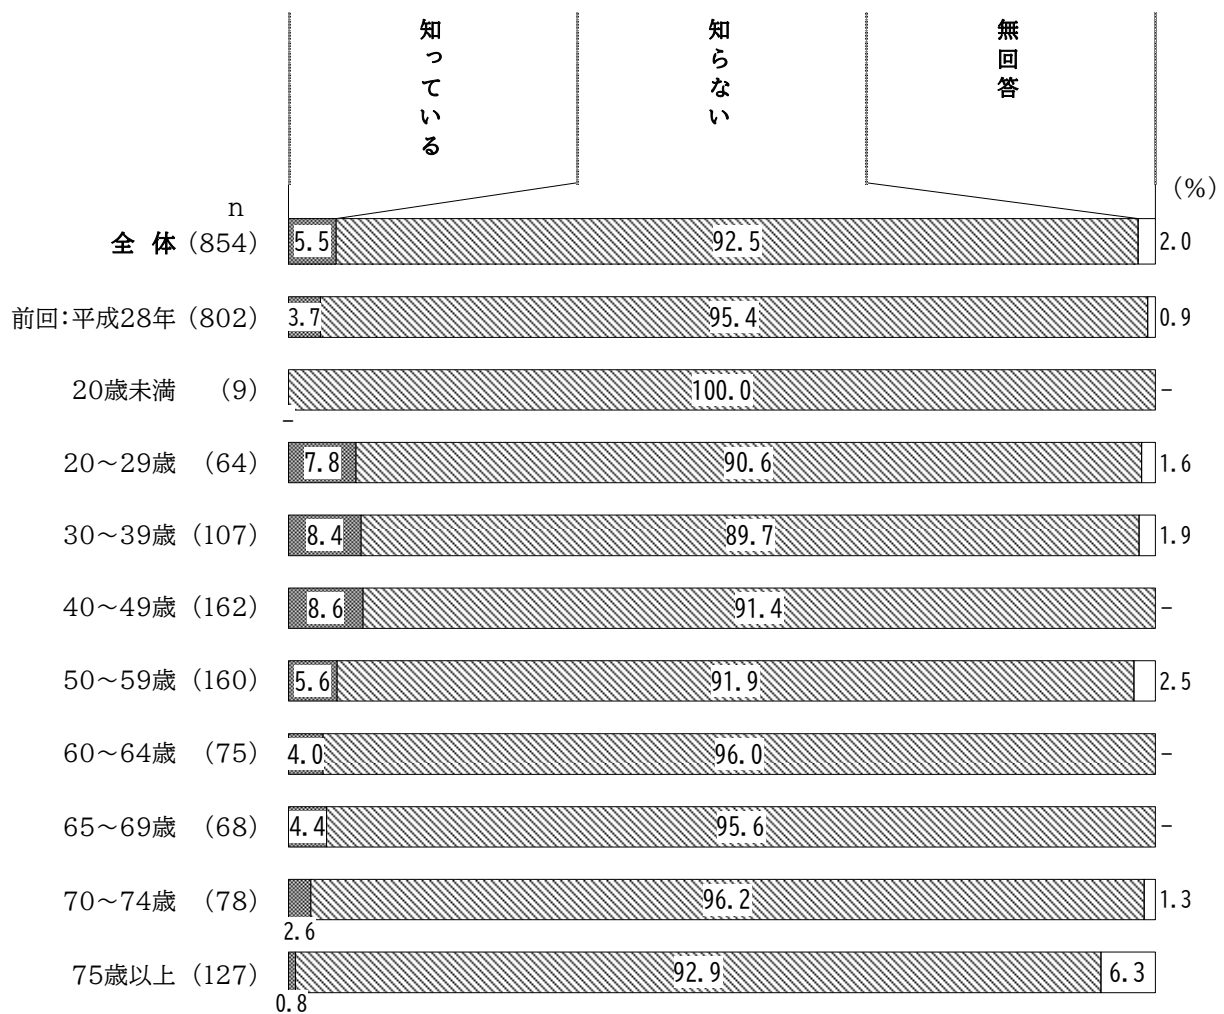 知っている
知らない
無回答
(%)
n
全 体 (854) 5.5 92.5 2.0
前回:平成28年 (802) 3.7 95.4 0.9
20歳未満 (9) - 100.0 -
20～29歳 (64) 7.8 90.6 1.6
30～39歳 (107) 8.4 89.7 1.9
40～49歳 (162) 8.6 91.4 -
50～59歳 (160) 5.6 91.9 2.5
60～64歳 (75) 4.0 96.0 -
65～69歳 (68) 4.4 95.6 -
70～74歳 (78) 2.6 96.2 1.3
75歳以上 (127) 0.8 92.9 6.3